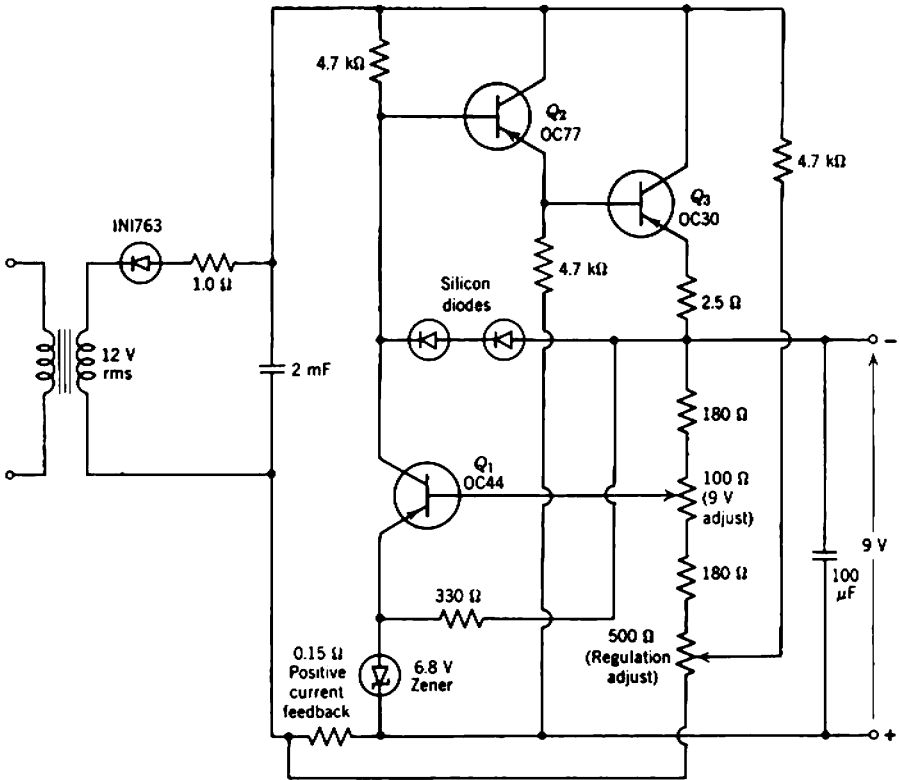 4.7 kΩ
Q2
OC77
4.7 kΩ
Q3
OC30
1N1763
1.0 Ω
4.7 kΩ
Silicon
diodes
2.5 Ω
12 V
rms
2 mF
−
180 Ω
Q1
OC44
100 Ω
(9 V
adjust)
9 V
180 Ω
100
μF
330 Ω
500 Ω
(Regulation
adjust)
0.15 Ω
Positive
current
feedback
6.8 V
Zener
+